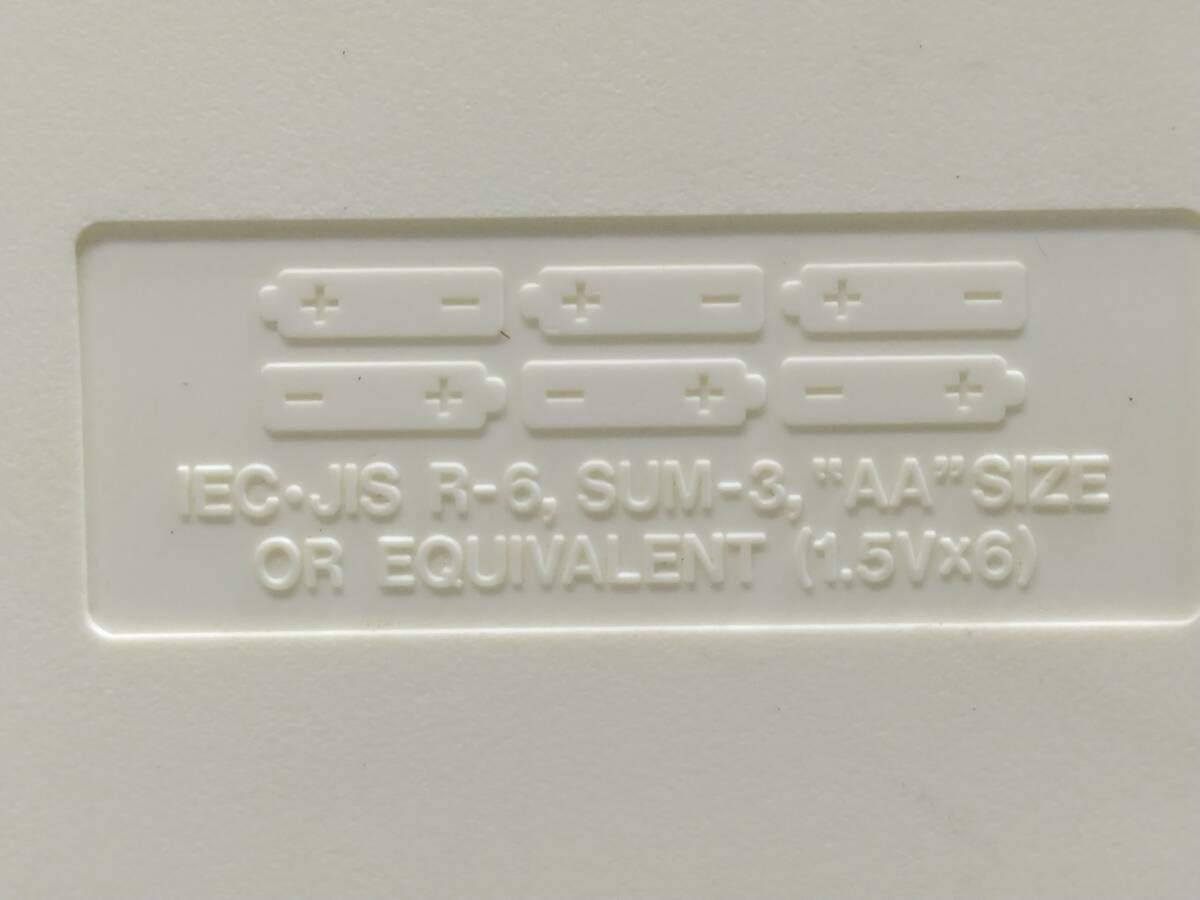 + − + − + −
− + − + − +
IEC·JIS R-6, SUM-3, "AA" SIZE
OR EQUIVALENT (1.5V×6)